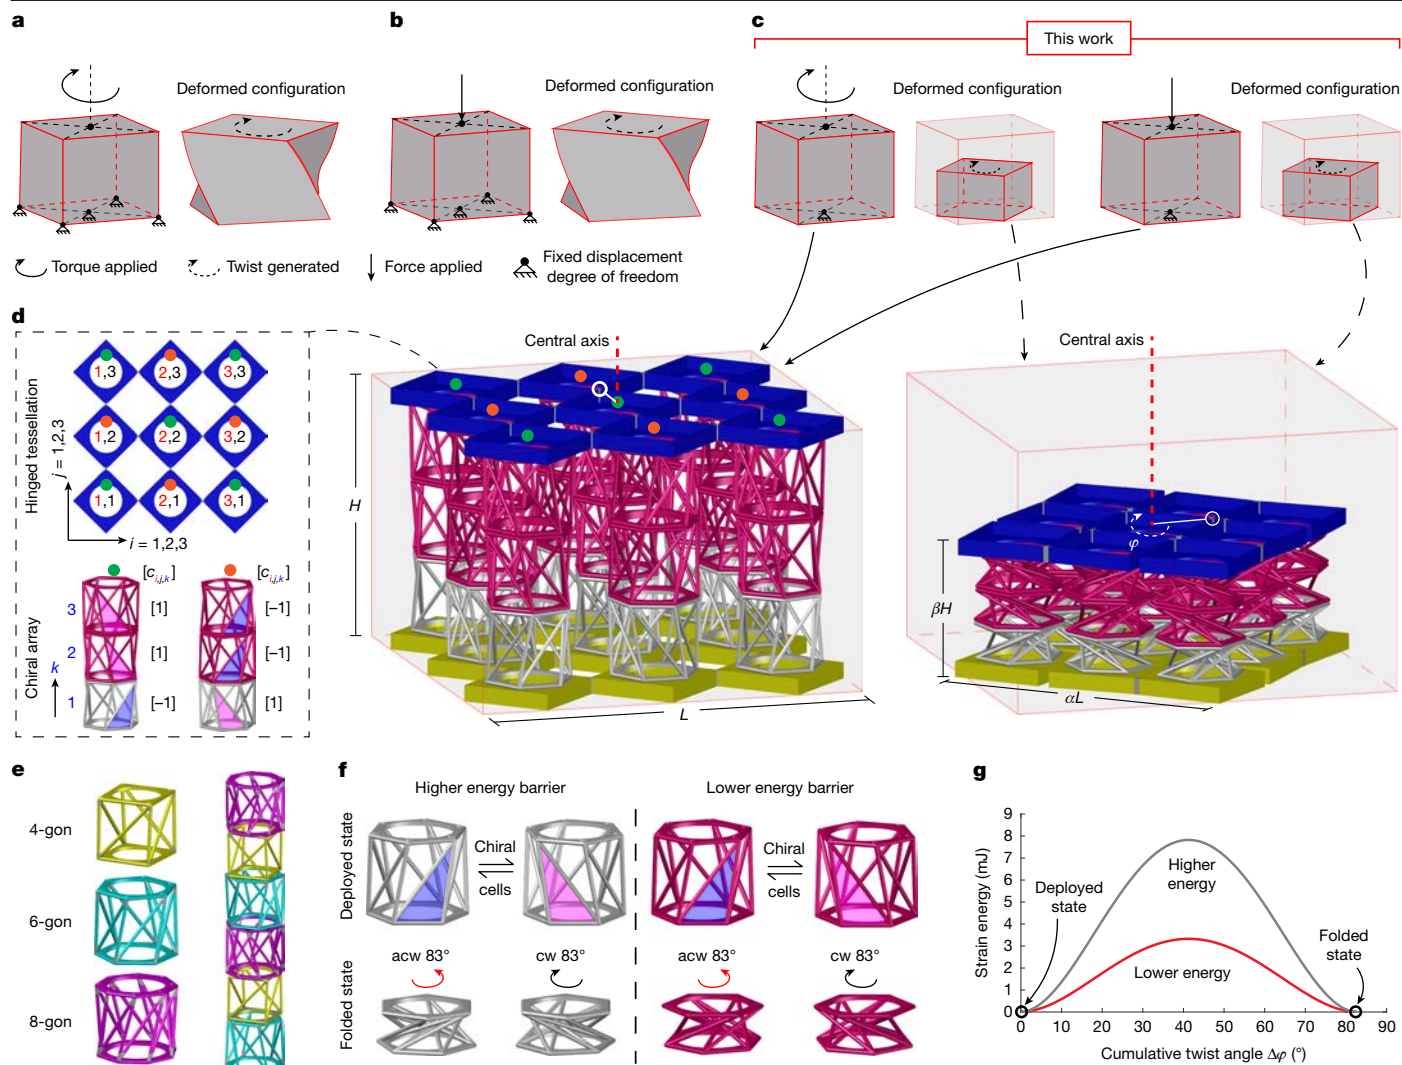 a
b
c
This work
Deformed configuration
Deformed configuration
Deformed configuration
Deformed configuration
Torque applied
Twist generated
Force applied
Fixed displacement
degree of freedom
d
Hinged tessellation
i = 1,2,3
1,3
2,3
3,3
1,2
2,2
3,2
1,1
2,1
3,1
i = 1,2,3
Chiral array
k
[c i,j,k]
[c i,j,k]
3
[1]
[−1]
2
[1]
[−1]
1
[−1]
[1]
Central axis
H
L
Central axis
φ
βH
αL
e
4-gon
6-gon
8-gon
f
Higher energy barrier
Lower energy barrier
Deployed state
Chiral
cells
Chiral
cells
Folded state
acw 83°
cw 83°
acw 83°
cw 83°
g
Strain energy (mJ)
9
8
7
6
5
4
3
2
1
0
Deployed
state
Higher
energy
Lower energy
Folded
state
0
10
20
30
40
50
60
70
80
90
Cumulative twist angle Δφ (°)